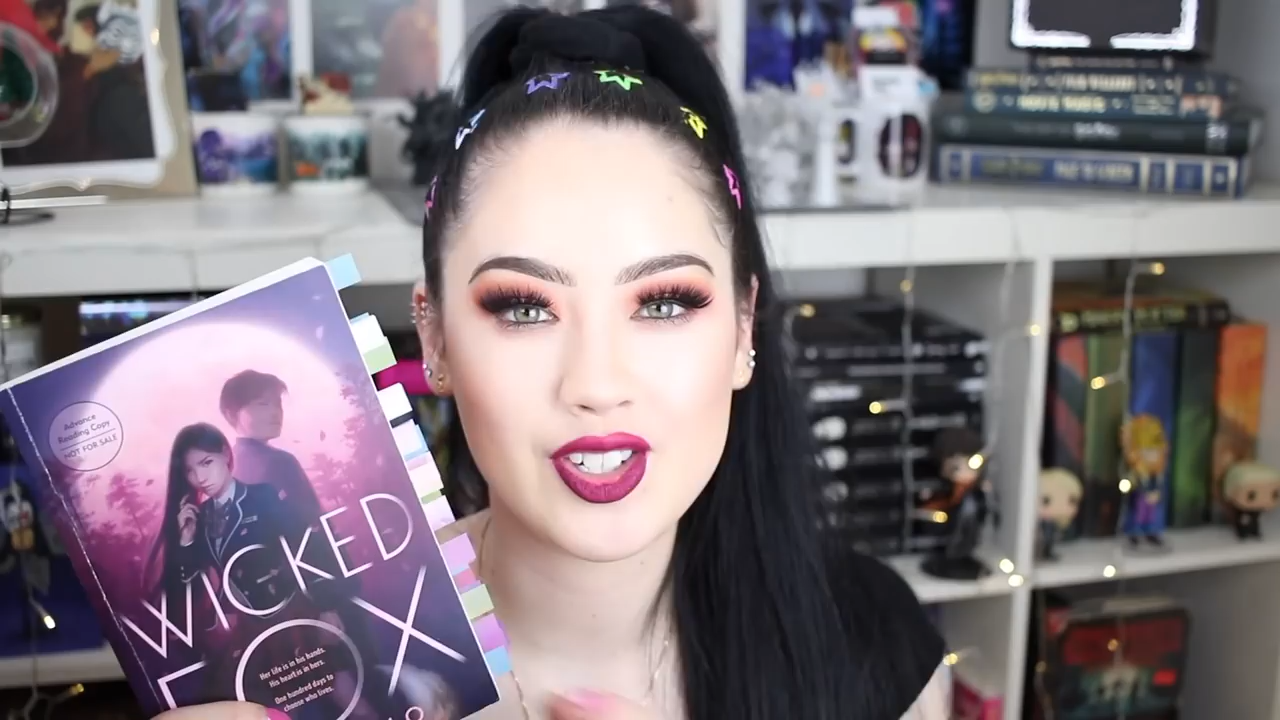 Advance
Reading Copy
NOT FOR SALE
WICKED
FOX
Her life is in his hands.
His heart is in hers.
One hundred days to
choose who lives.